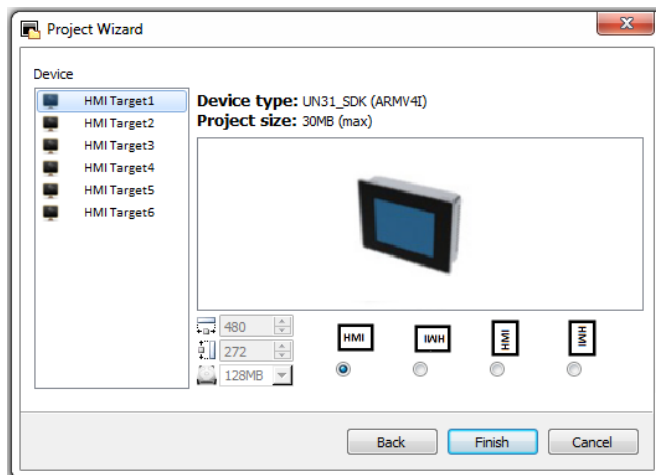 Project Wizard
Device
HMI Target1
HMI Target2
HMI Target3
HMI Target4
HMI Target5
HMI Target6
Device type: UN31_SDK (ARMV4I)
Project size: 30MB (max)
480
272
128MB
HMI
HMI
HMI
HMI
Back
Finish
Cancel